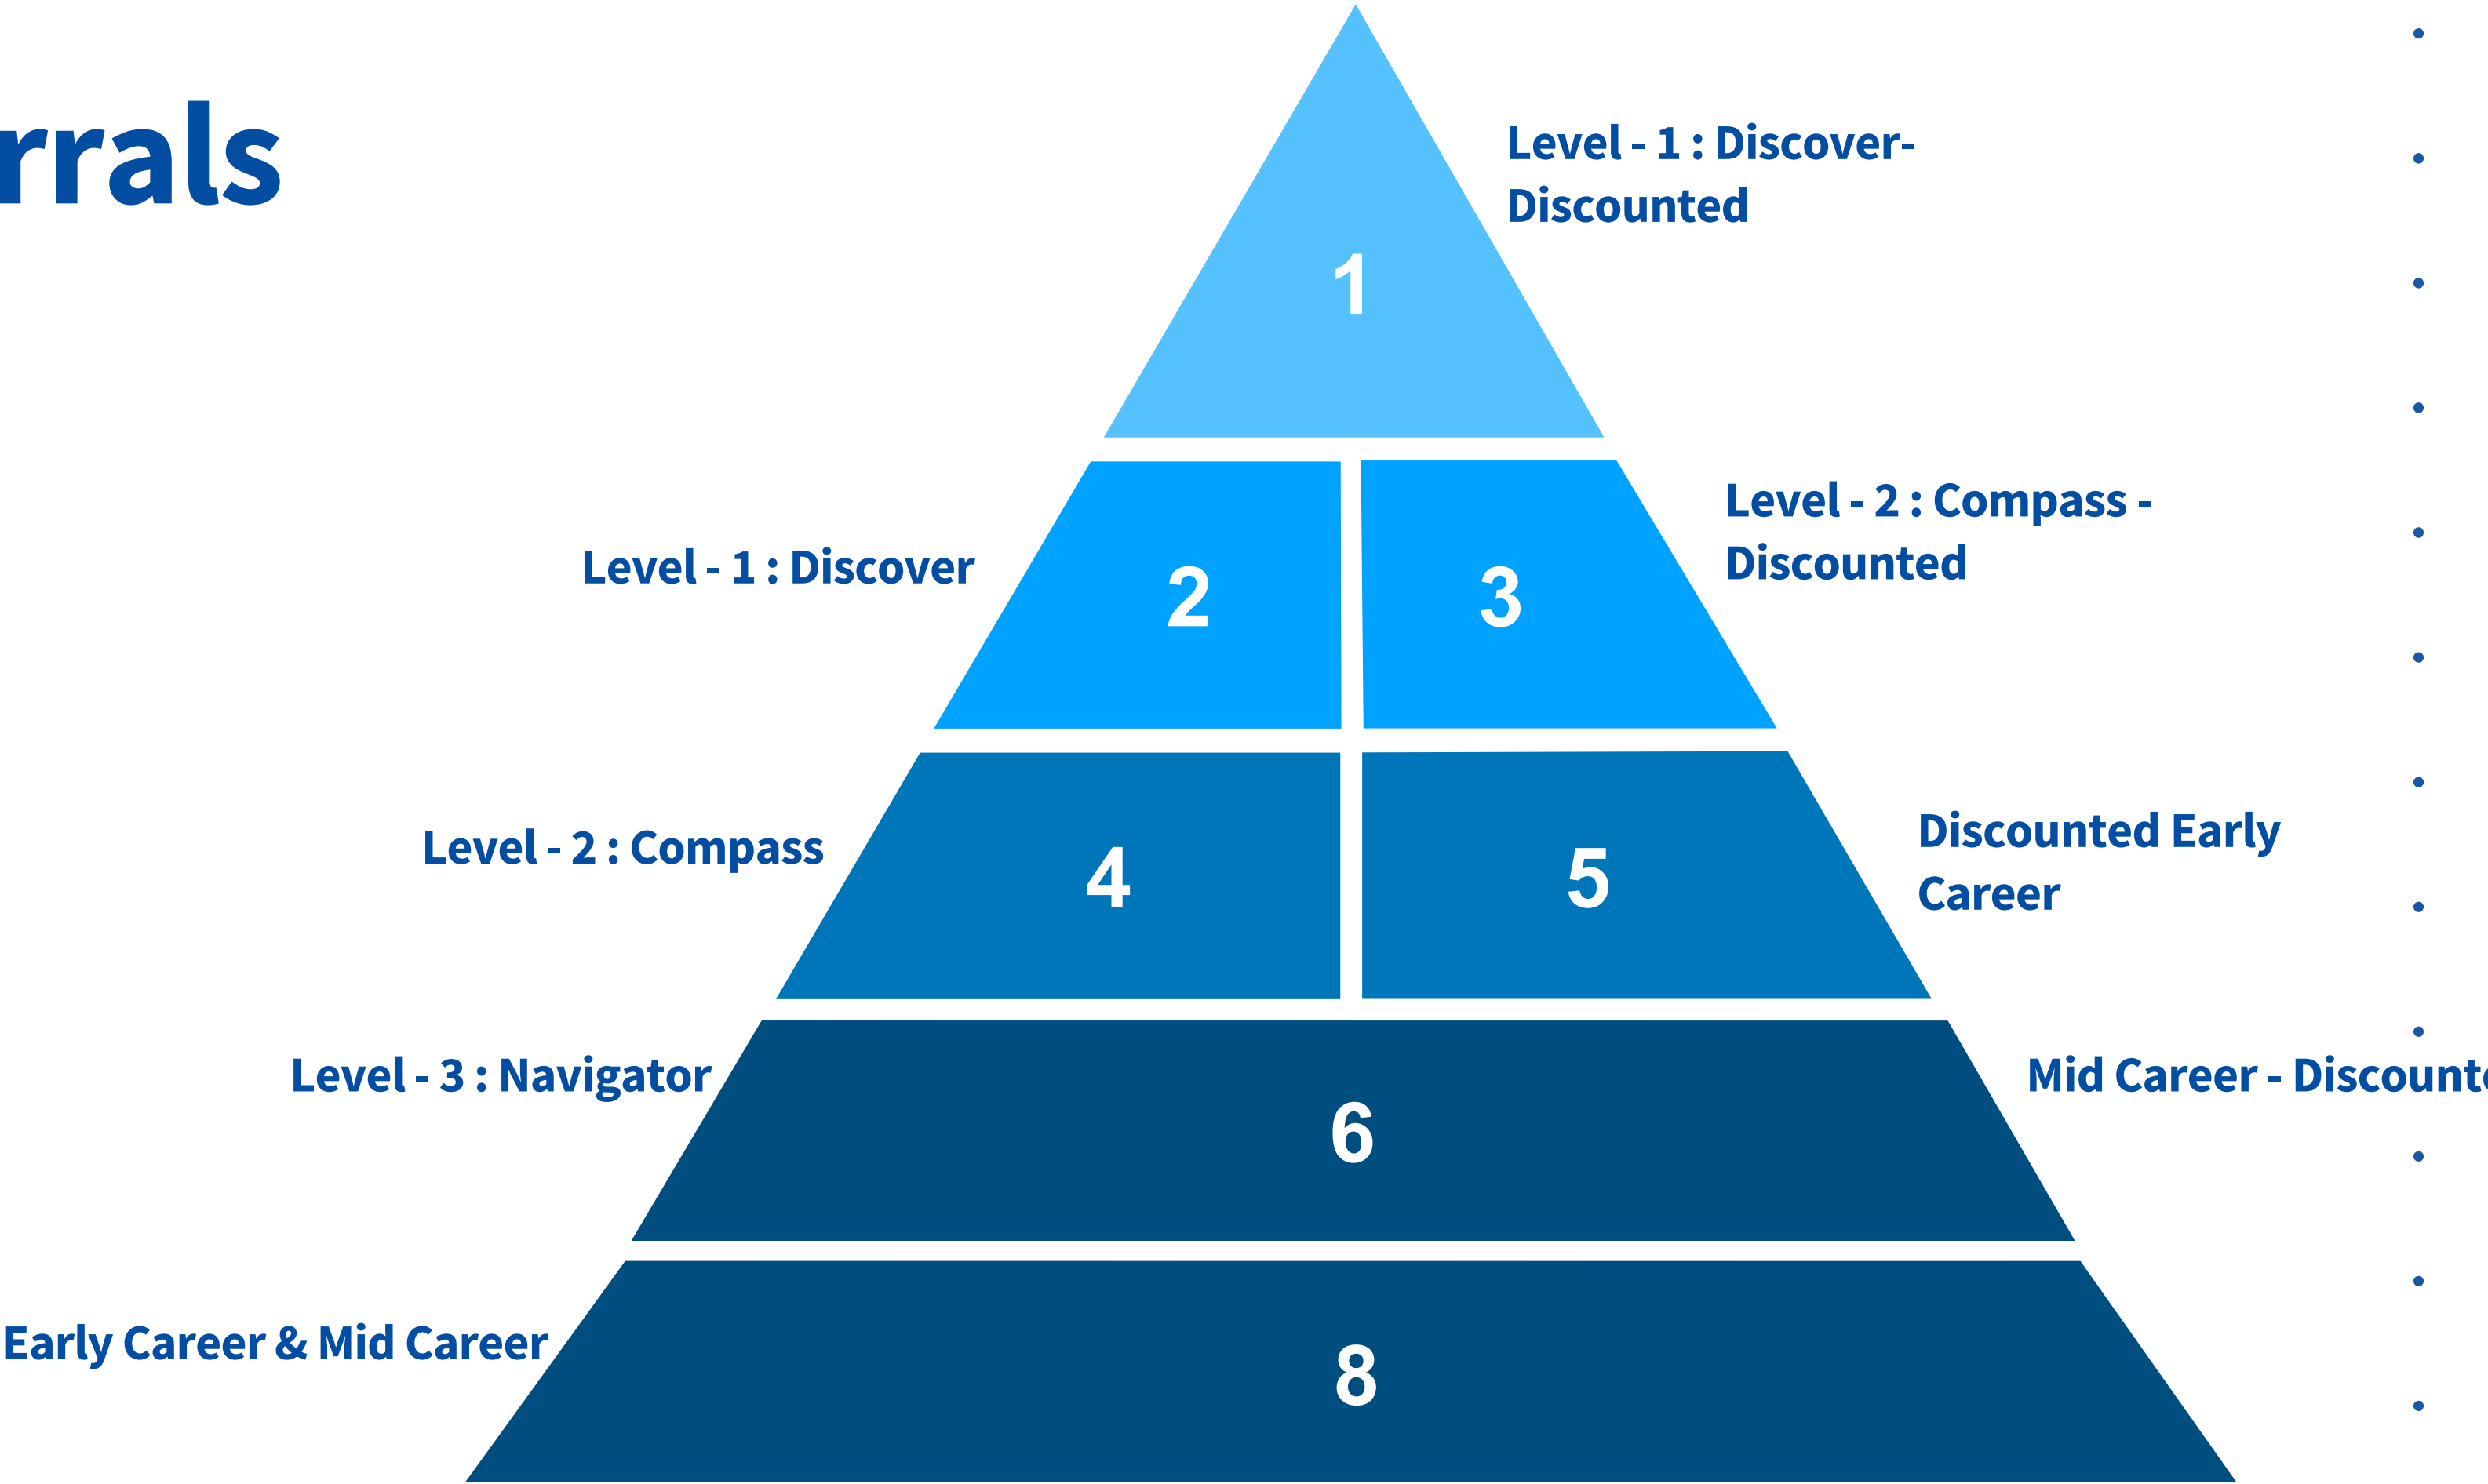 rrals
Level - 1 : Discover-
Discounted
1
Level - 1 : Discover
2
3
Level - 2 : Compass -
Discounted
Level - 2 : Compass
4
5
Discounted Early
Career
Level - 3 : Navigator
6
Mid Career - Discount
Early Career & Mid Career
8